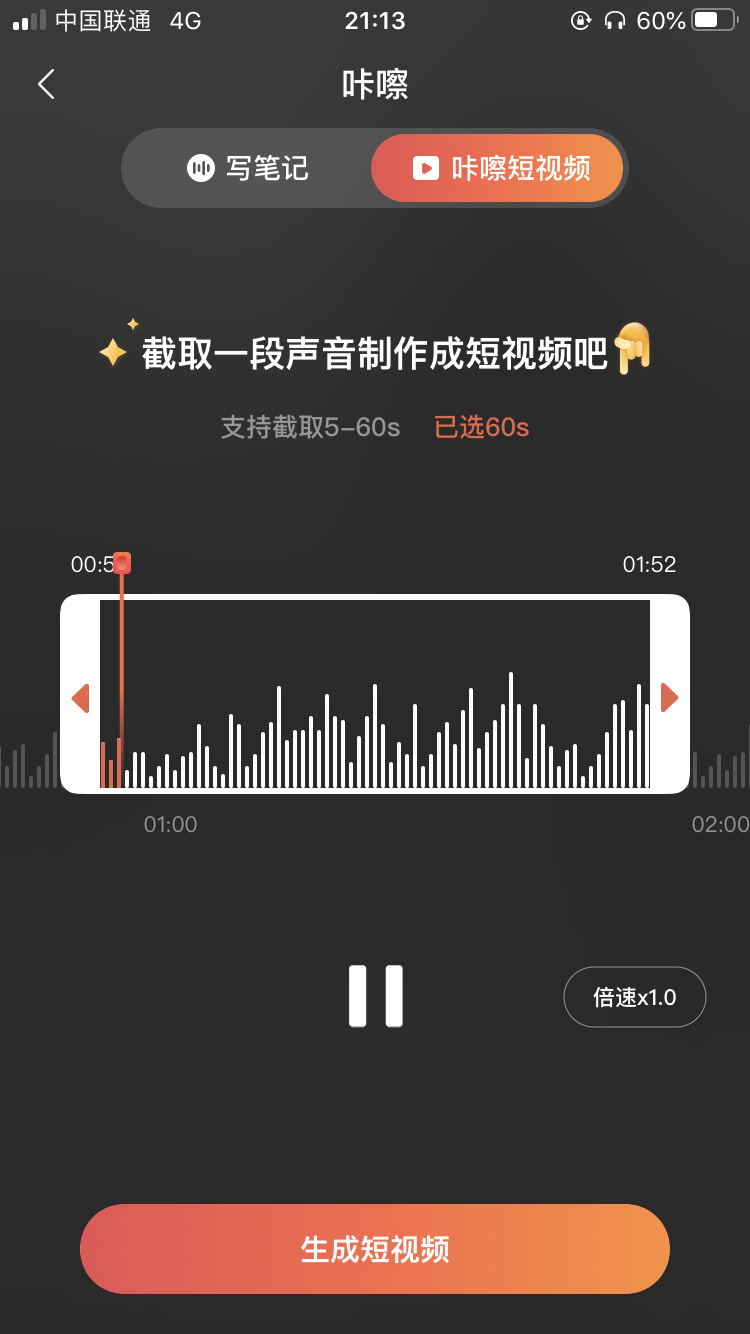 中国联通 4G 21:13 60%
咔嚓
写笔记 咔嚓短视频
截取一段声音制作成短视频吧
支持截取5-60s 已选60s
00:5 01:52
01:00 02:00
倍速x1.0
生成短视频